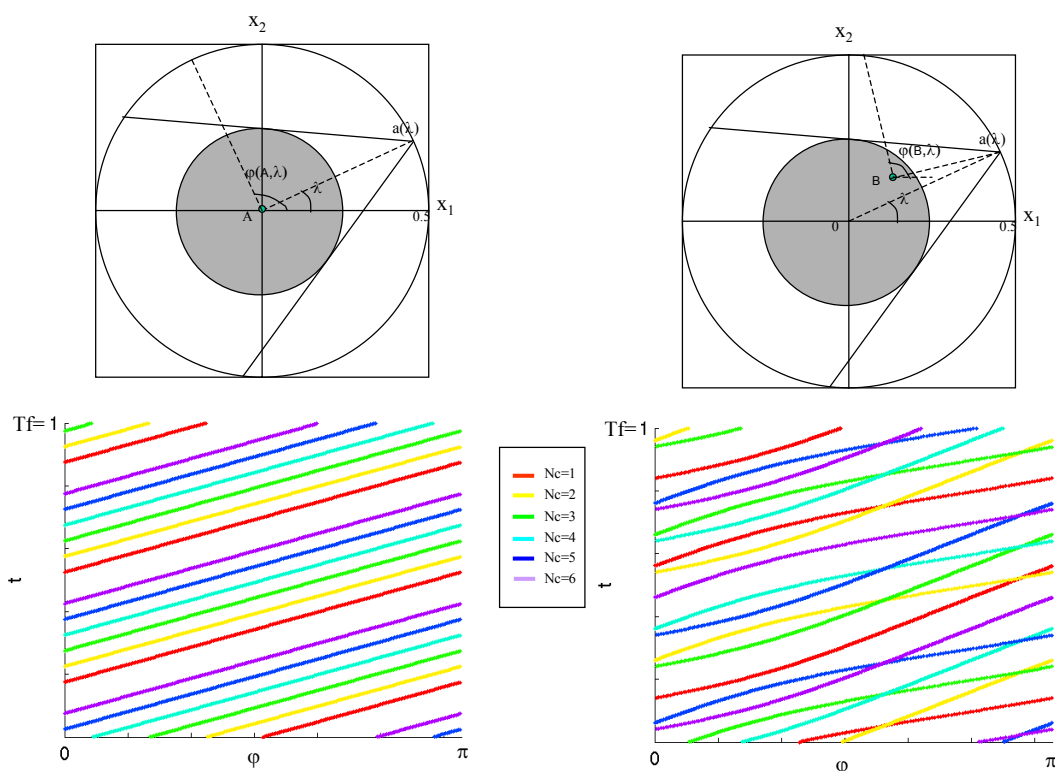 x2
a(λ)
φ(A,λ)
λ
A
0.5
x1
x2
a(λ)
φ(B,λ)
B
λ
0
0.5
x1
Tf= 1
t
0
φ
π
Nc=1
Nc=2
Nc=3
Nc=4
Nc=5
Nc=6
Tf= 1
t
0
φ
π